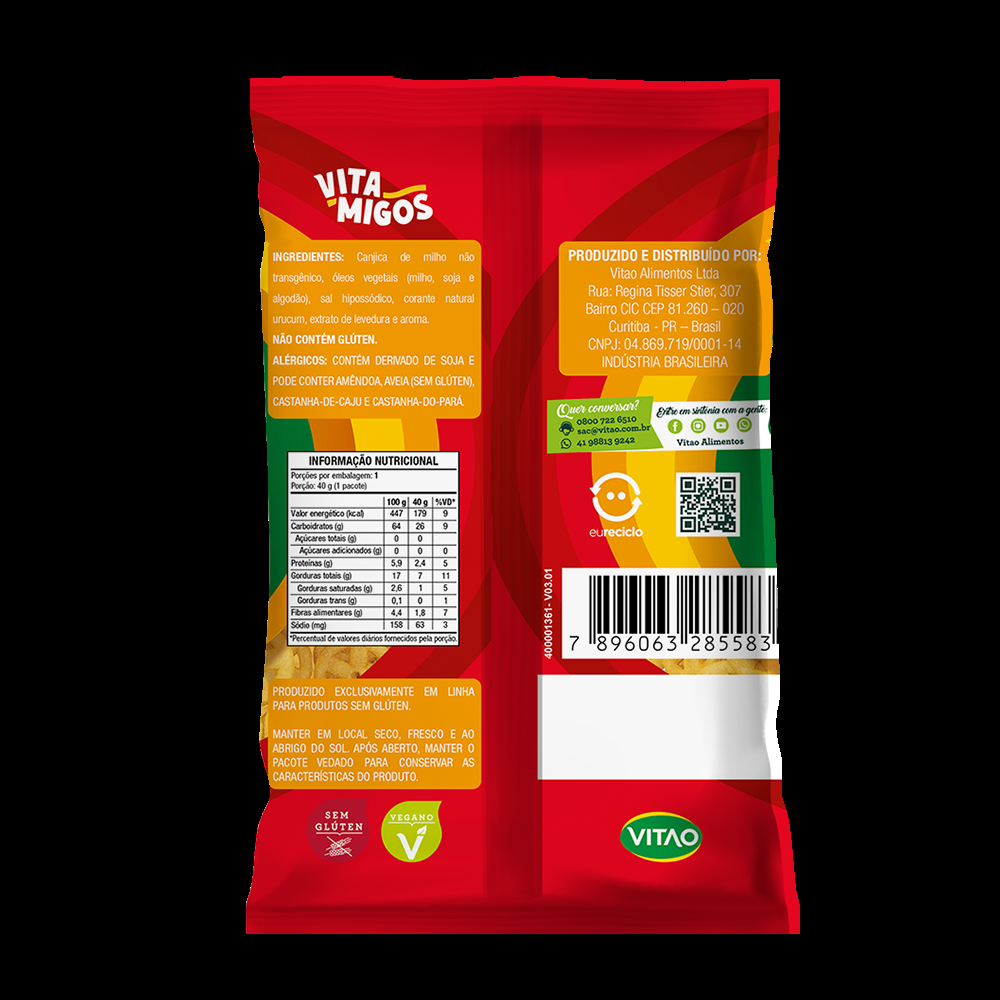 VITA
MIGOS
INGREDIENTES: Canjica de milho não
transgênico, óleos vegetais (milho, soja e
algodão), sal hipossódico, corante natural
urucum, extrato de levedura e aroma.
NÃO CONTÉM GLÚTEN.
ALÉRGICOS: CONTÉM DERIVADO DE SOJA E
PODE CONTER AMÊNDOA, AVEIA (SEM GLÚTEN),
CASTANHA-DE-CAJU E CASTANHA-DO-PARÁ.
INFORMAÇÃO NUTRICIONAL
Porções por embalagem: 1
Porção: 40 g (1 pacote)
100 g 40 g %VD*
Valor energético (kcal) 447 179 9
Carboidratos (g) 64 26 9
Açúcares totais (g) 0 0
Açúcares adicionados (g) 0 0 0
Proteínas (g) 5,9 2,4 5
Gorduras totais (g) 17 7 11
Gorduras saturadas (g) 2,6 1 5
Gorduras trans (g) 0,1 0 1
Fibras alimentares (g) 4,4 1,8 7
Sódio (mg) 158 63 3
*Percentual de valores diários fornecidos pela porção.
PRODUZIDO EXCLUSIVAMENTE EM LINHA
PARA PRODUTOS SEM GLÚTEN.
MANTER EM LOCAL SECO, FRESCO E AO
ABRIGO DO SOL. APÓS ABERTO, MANTER O
PACOTE VEDADO PARA CONSERVAR AS
CARACTERÍSTICAS DO PRODUTO.
SEM
GLÚTEN
VEGANO
V
PRODUZIDO E DISTRIBUÍDO POR:
Vitao Alimentos Ltda
Rua: Regina Tisser Stier, 307
Bairro CIC CEP 81.260 – 020
Curitiba - PR – Brasil
CNPJ: 04.869.719/0001-14
INDÚSTRIA BRASILEIRA
Quer conversar?
0800 722 6510
sac@vitao.com.br
41 98813 9242
Entre em sintonia com a gente:
Vitao Alimentos
eureciclo
400001361- V03.01
7 896063 285583
VITAO